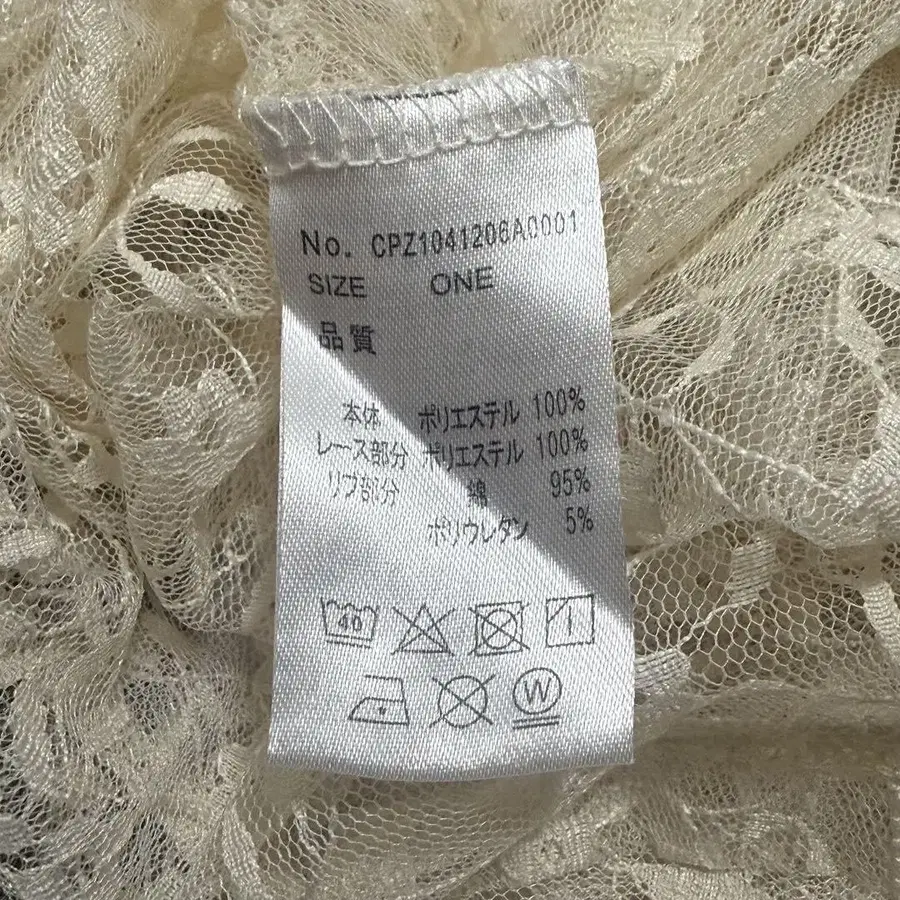 No. CPZ1041206A0001
SIZE ONE
品質
本体 ポリエステル 100%
レース部分 ポリエステル 100%
リブ部分 綿 95%
ポリウレタン 5%
40
W